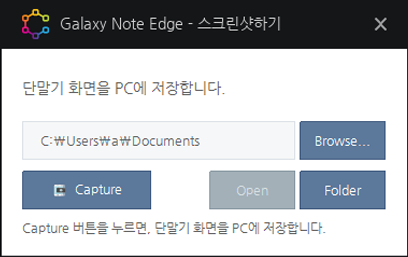 Galaxy Note Edge - 스크린샷하기
단말기 화면을 PC에 저장합니다.
C:₩Users₩a₩Documents
Browse...
Capture
Open
Folder
Capture 버튼을 누르면, 단말기 화면을 PC에 저장합니다.